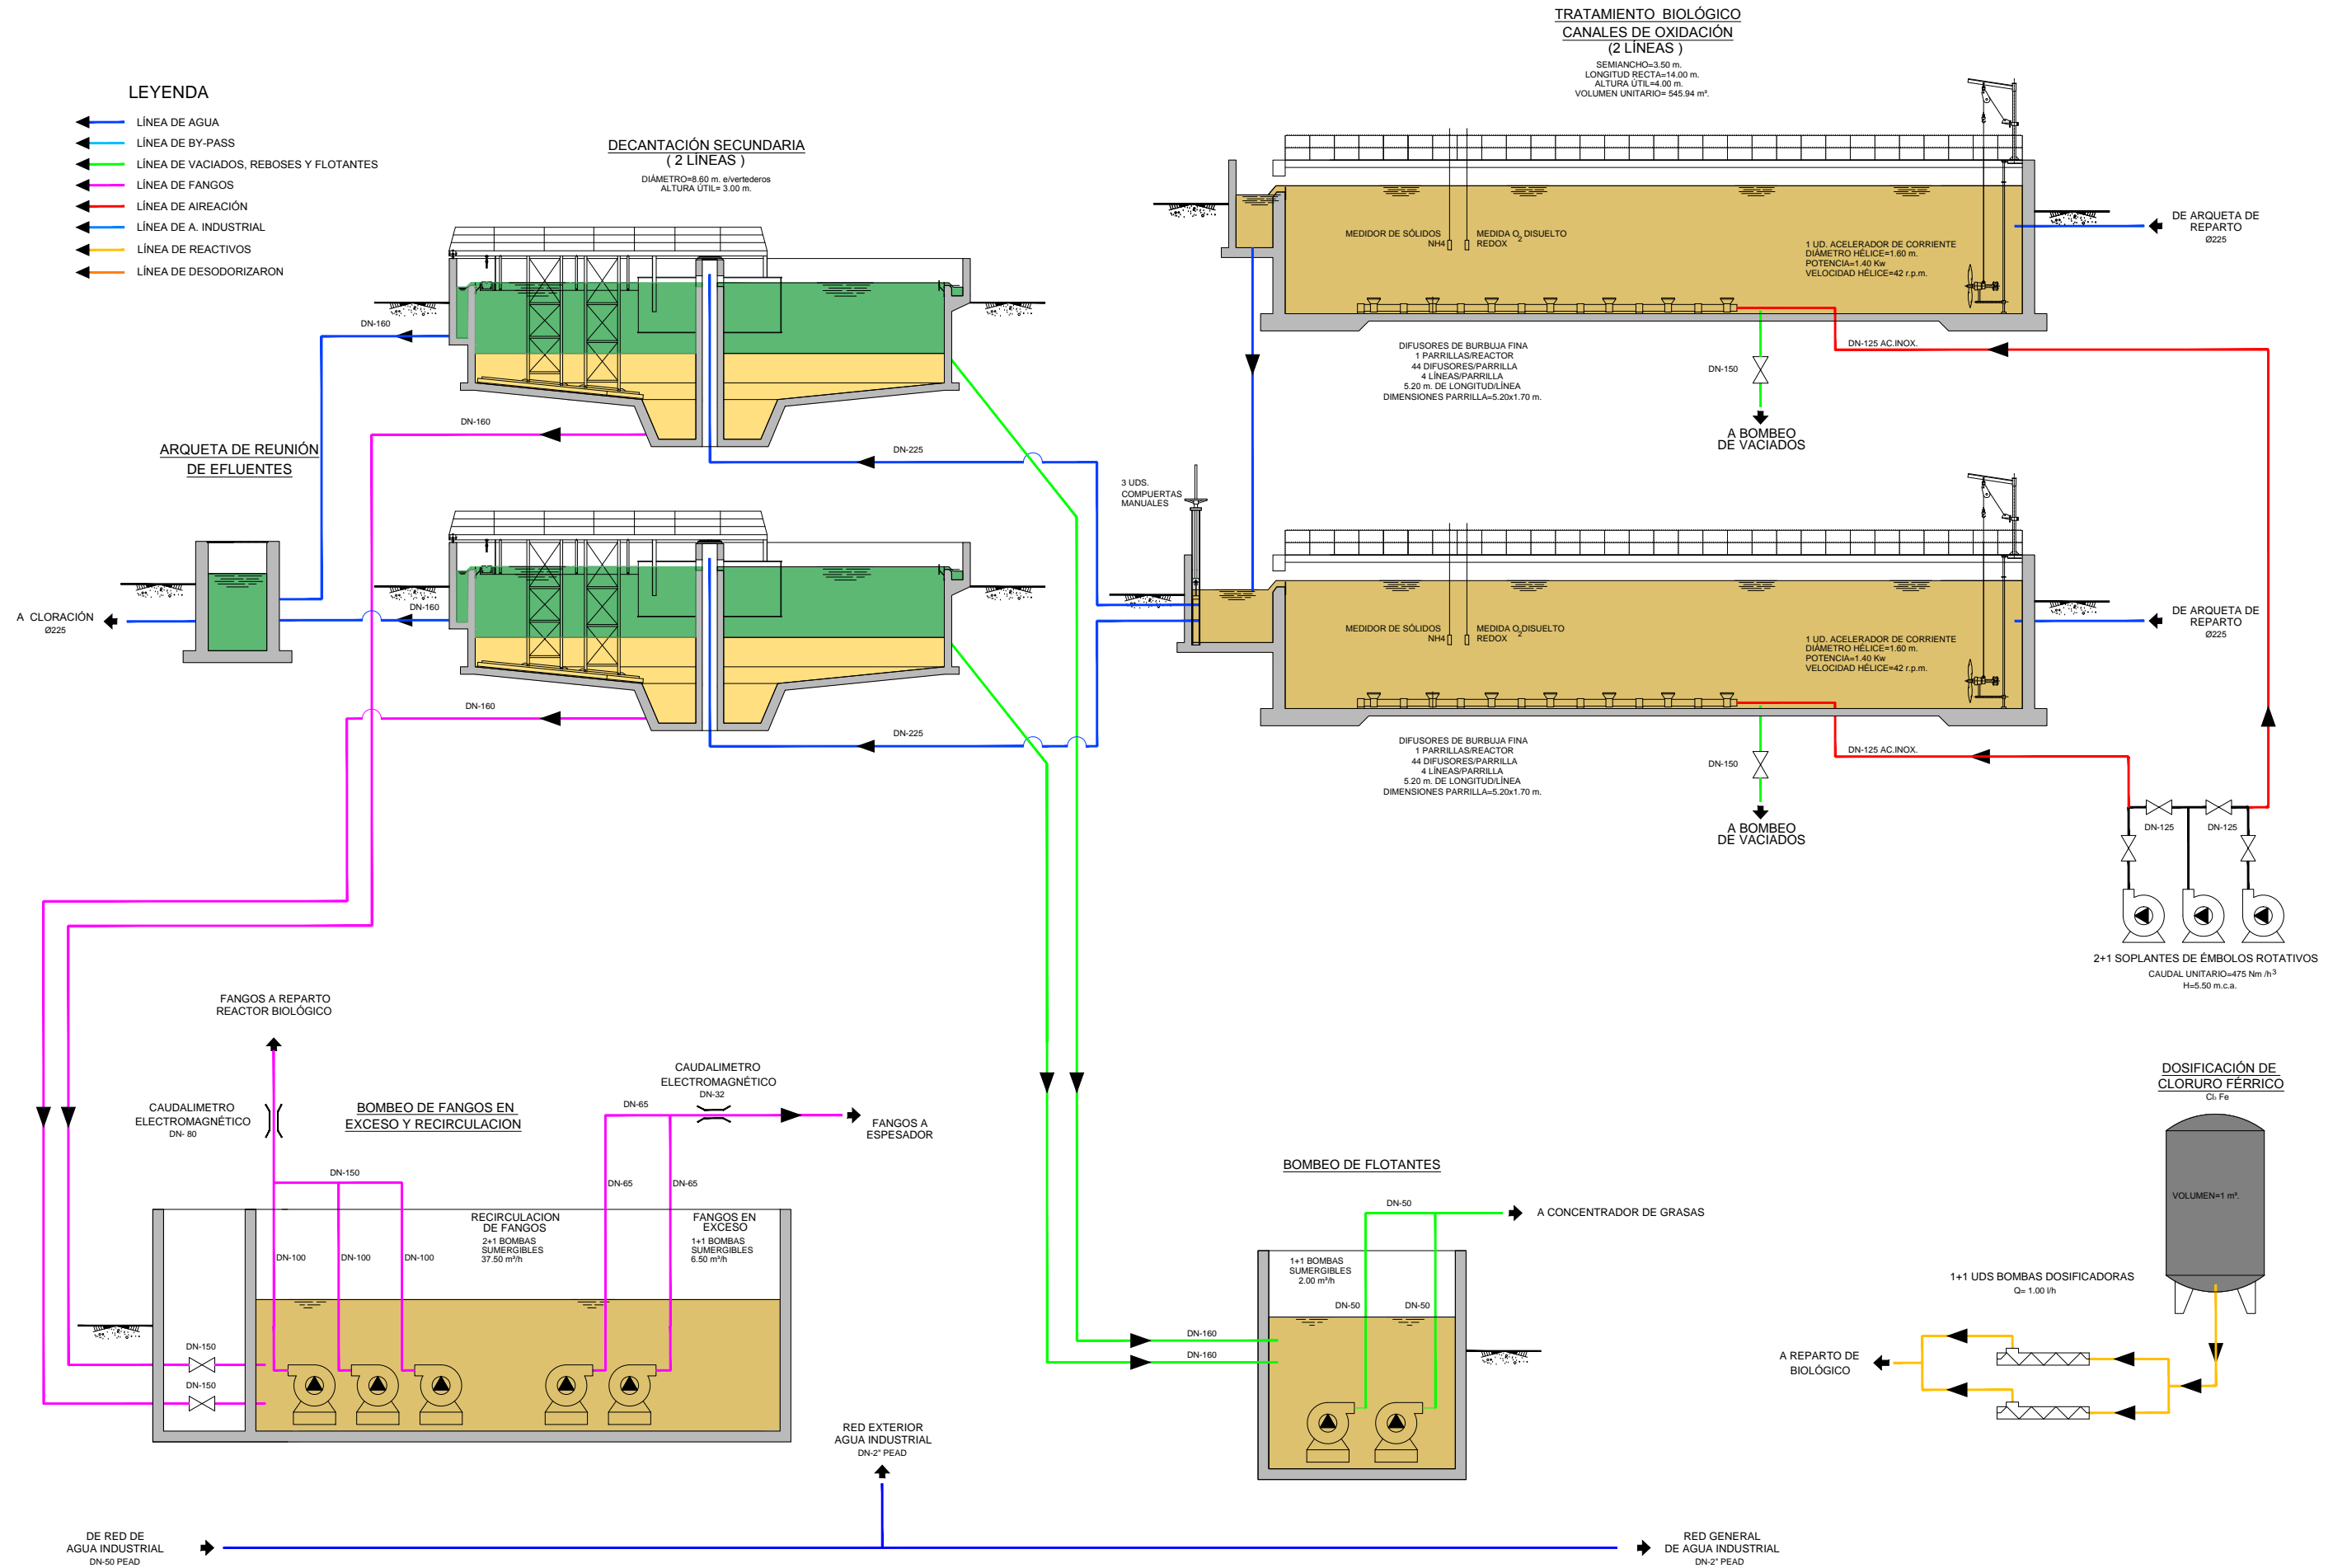 TRATAMIENTO BIOLÓGICO
CANALES DE OXIDACIÓN
(2 LÍNEAS )
SEMIANCHO=3.50 m.
LONGITUD RECTA=14.00 m.
ALTURA ÚTIL=4.00 m.
VOLUMEN UNITARIO= 545.94 m³.
LEYENDA
LÍNEA DE AGUA
LÍNEA DE BY-PASS
LÍNEA DE VACIADOS, REBOSES Y FLOTANTES
LÍNEA DE FANGOS
LÍNEA DE AIREACIÓN
LÍNEA DE A. INDUSTRIAL
LÍNEA DE REACTIVOS
LÍNEA DE DESODORIZARON
DECANTACIÓN SECUNDARIA
( 2 LÍNEAS )
DIÁMETRO=8.60 m. e/vertederos
ALTURA ÚTIL= 3.00 m.
MEDIDOR DE SÓLIDOS
NH4
MEDIDA O2 DISUELTO
REDOX
1 UD. ACELERADOR DE CORRIENTE
DIÁMETRO HÉLICE=1.60 m.
POTENCIA=1.40 Kw
VELOCIDAD HÉLICE=42 r.p.m.
DE ARQUETA DE
REPARTO
Ø225
DN-160
DIFUSORES DE BURBUJA FINA
1 PARRILLAS/REACTOR
44 DIFUSORES/PARRILLA
4 LÍNEAS/PARRILLA
5.20 m. DE LONGITUD/LÍNEA
DIMENSIONES PARRILLA=5.20x1.70 m.
DN-125 AC.INOX.
DN-150
A BOMBEO
DE VACIADOS
DN-160
ARQUETA DE REUNIÓN
DE EFLUENTES
DN-225
3 UDS.
COMPUERTAS
MANUALES
A CLORACIÓN
Ø225
DN-160
MEDIDOR DE SÓLIDOS
NH4
MEDIDA O2 DISUELTO
REDOX
1 UD. ACELERADOR DE CORRIENTE
DIÁMETRO HÉLICE=1.60 m.
POTENCIA=1.40 Kw
VELOCIDAD HÉLICE=42 r.p.m.
DE ARQUETA DE
REPARTO
Ø225
DN-160
DN-225
DIFUSORES DE BURBUJA FINA
1 PARRILLAS/REACTOR
44 DIFUSORES/PARRILLA
4 LÍNEAS/PARRILLA
5.20 m. DE LONGITUD/LÍNEA
DIMENSIONES PARRILLA=5.20x1.70 m.
DN-125 AC.INOX.
DN-150
A BOMBEO
DE VACIADOS
DN-125
DN-125
2+1 SOPLANTES DE ÉMBOLOS ROTATIVOS
CAUDAL UNITARIO=475 Nm /h3
H=5.50 m.c.a.
FANGOS A REPARTO
REACTOR BIOLÓGICO
CAUDALIMETRO
ELECTROMAGNÉTICO
DN- 80
BOMBEO DE FANGOS EN
EXCESO Y RECIRCULACION
CAUDALIMETRO
ELECTROMAGNÉTICO
DN-32
DN-65
FANGOS A
ESPESADOR
DOSIFICACIÓN DE
CLORURO FÉRRICO
Cl3 Fe
DN-150
DN-65
DN-65
BOMBEO DE FLOTANTES
DN-50
A CONCENTRADOR DE GRASAS
VOLUMEN=1 m³.
RECIRCULACION
DE FANGOS
2+1 BOMBAS
SUMERGIBLES
37.50 m³/h
FANGOS EN
EXCESO
1+1 BOMBAS
SUMERGIBLES
6.50 m³/h
DN-100
DN-100
DN-100
1+1 BOMBAS
SUMERGIBLES
2.00 m³/h
DN-50
DN-50
1+1 UDS BOMBAS DOSIFICADORAS
Q= 1.00 l/h
DN-160
DN-160
DN-150
DN-150
A REPARTO DE
BIOLÓGICO
RED EXTERIOR
AGUA INDUSTRIAL
DN-2" PEAD
DE RED DE
AGUA INDUSTRIAL
DN-50 PEAD
RED GENERAL
DE AGUA INDUSTRIAL
DN-2" PEAD